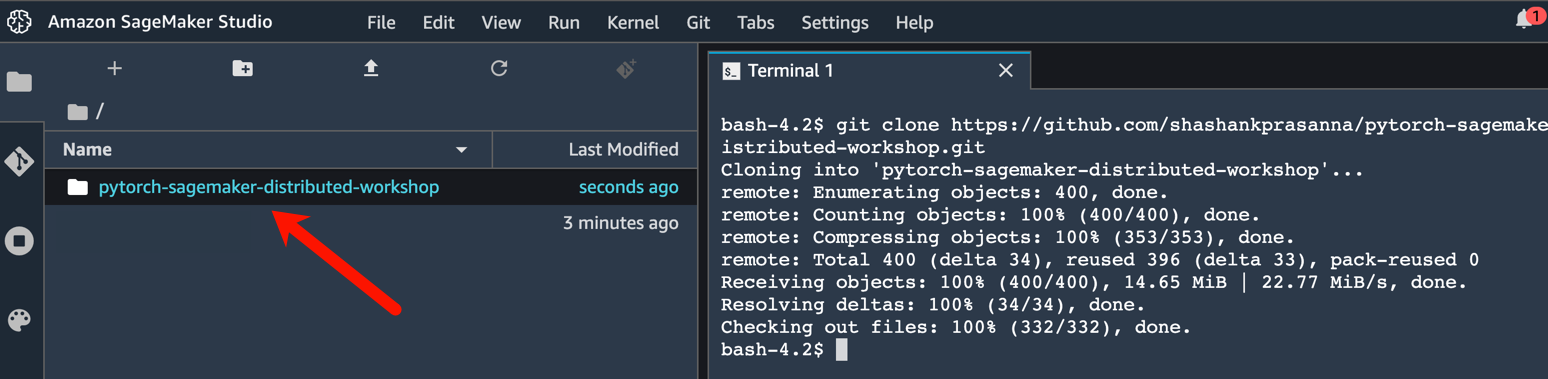 Amazon SageMaker Studio File Edit View Run Kernel Git Tabs Settings Help 1
/
Name Last Modified
pytorch-sagemaker-distributed-workshop seconds ago
3 minutes ago
$_ Terminal 1
bash-4.2$ git clone https://github.com/shashankprasanna/pytorch-sagemake
istributed-workshop.git
Cloning into 'pytorch-sagemaker-distributed-workshop'...
remote: Enumerating objects: 400, done.
remote: Counting objects: 100% (400/400), done.
remote: Compressing objects: 100% (353/353), done.
remote: Total 400 (delta 34), reused 396 (delta 33), pack-reused 0
Receiving objects: 100% (400/400), 14.65 MiB | 22.77 MiB/s, done.
Resolving deltas: 100% (34/34), done.
Checking out files: 100% (332/332), done.
bash-4.2$